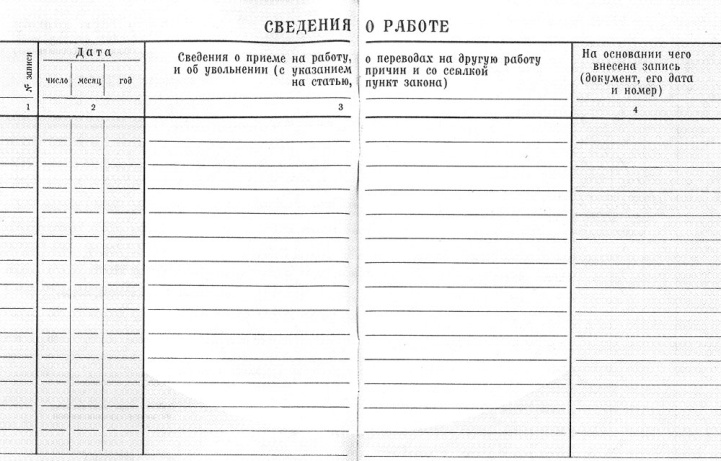 СВЕДЕНИЯ О РАБОТЕ
№ записи
Дата
число месяц год
Сведения о приеме на работу, о переводах на другую работу
и об увольнении (с указанием причин и со ссылкой
на статью, пункт закона)
На основании чего
внесена запись
(документ, его дата
и номер)
1 2 3 4